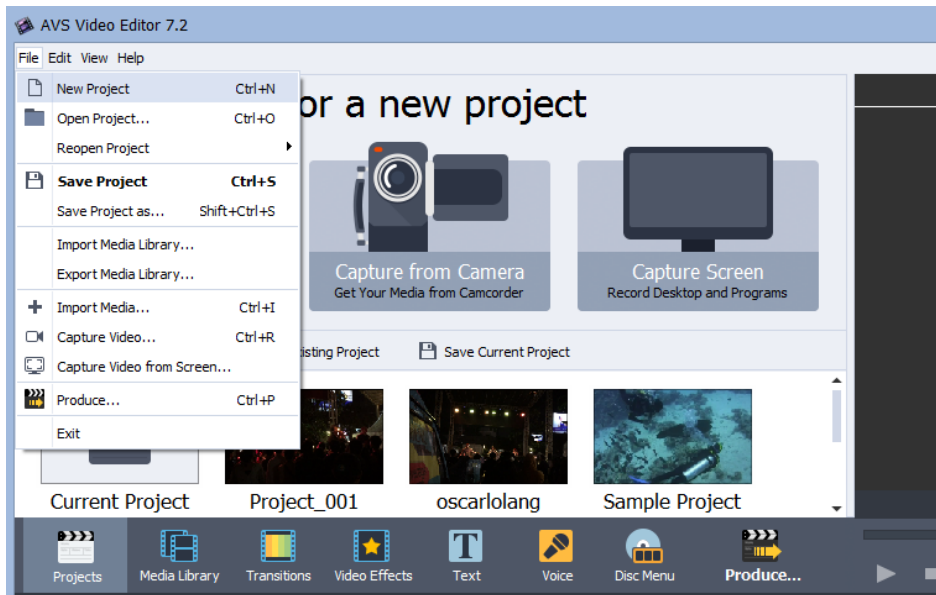 AVS Video Editor 7.2
File Edit View Help
New Project Ctrl+N
Open Project... Ctrl+O
Reopen Project
Save Project Ctrl+S
Save Project as... Shift+Ctrl+S
Import Media Library...
Export Media Library...
Import Media... Ctrl+I
Capture Video... Ctrl+R
Capture Video from Screen...
Produce... Ctrl+P
Exit
or a new project
Capture from Camera
Get Your Media from Camcorder
Capture Screen
Record Desktop and Programs
isting Project Save Current Project
Current Project Project_001 oscarlolang Sample Project
Projects Media Library Transitions Video Effects Text Voice Disc Menu Produce...